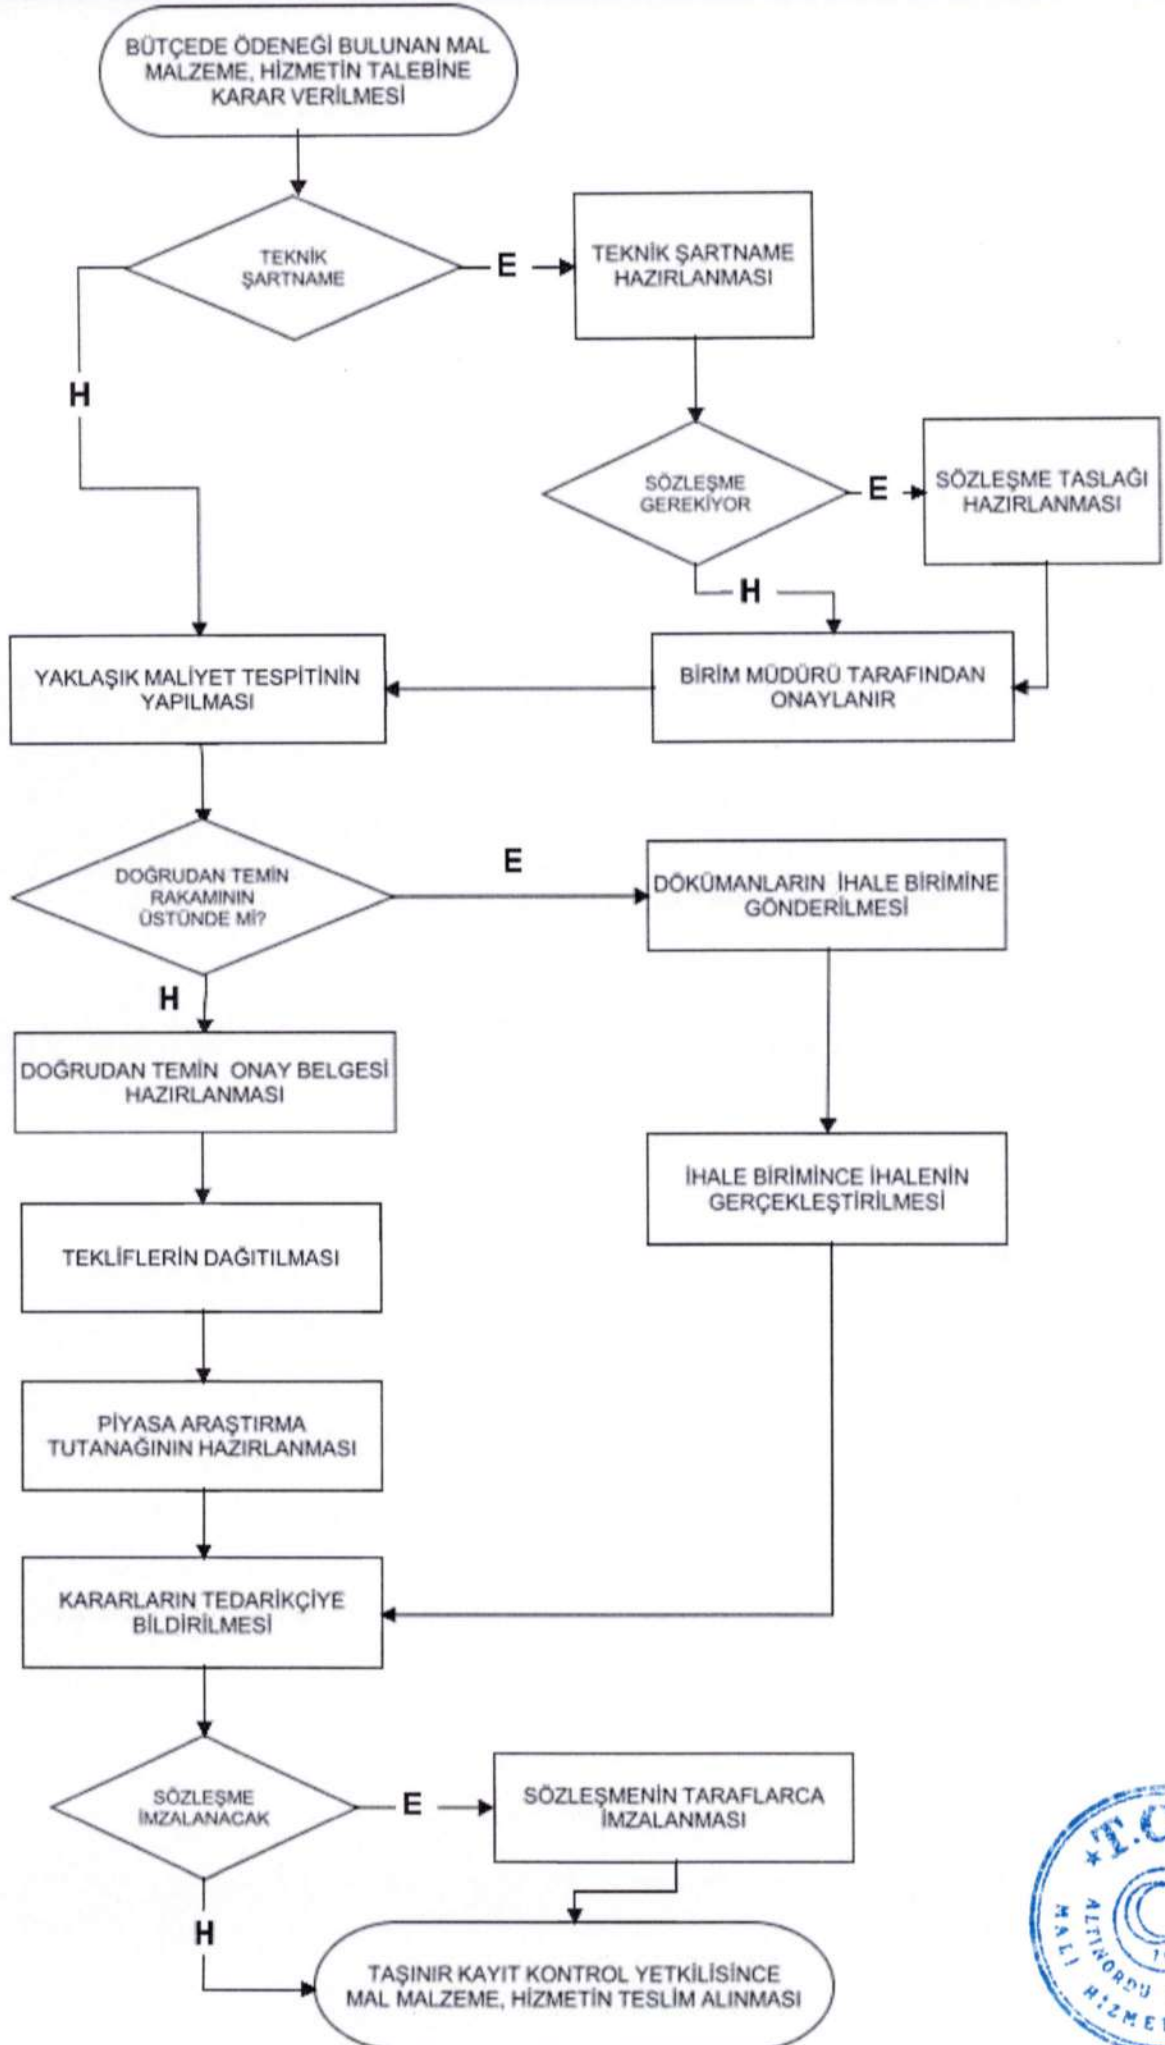 BÜTÇEDE ÖDENEĞİ BULUNAN MAL
MALZEME, HİZMETİN TALEBİNE
KARAR VERİLMESİ
TEKNİK
ŞARTNAME
E
TEKNİK ŞARTNAME
HAZIRLANMASI
H
SÖZLEŞME
GEREKİYOR
E
SÖZLEŞME TASLAĞI
HAZIRLANMASI
H
YAKLAŞIK MALİYET TESPİTİNİN
YAPILMASI
BİRİM MÜDÜRÜ TARAFINDAN
ONAYLANIR
DOĞRUDAN TEMİN
RAKAMININ
ÜSTÜNDE Mİ?
E
DÖKÜMANLARIN İHALE BİRİMİNE
GÖNDERİLMESİ
H
DOĞRUDAN TEMİN ONAY BELGESİ
HAZIRLANMASI
İHALE BİRİMİNCE İHALENİN
GERÇEKLEŞTİRİLMESİ
TEKLİFLERİN DAĞITILMASI
PİYASA ARAŞTIRMA
TUTANAĞININ HAZIRLANMASI
KARARLARIN TEDARİKÇİYE
BİLDİRİLMESİ
SÖZLEŞME
İMZALANACAK
E
SÖZLEŞMENİN TARAFLARCA
İMZALANMASI
H
TAŞINIR KAYIT KONTROL YETKİLİSİNCE
MAL MALZEME, HİZMETİN TESLİM ALINMASI
T.C
ALTINORDU
MALİ HİZMET